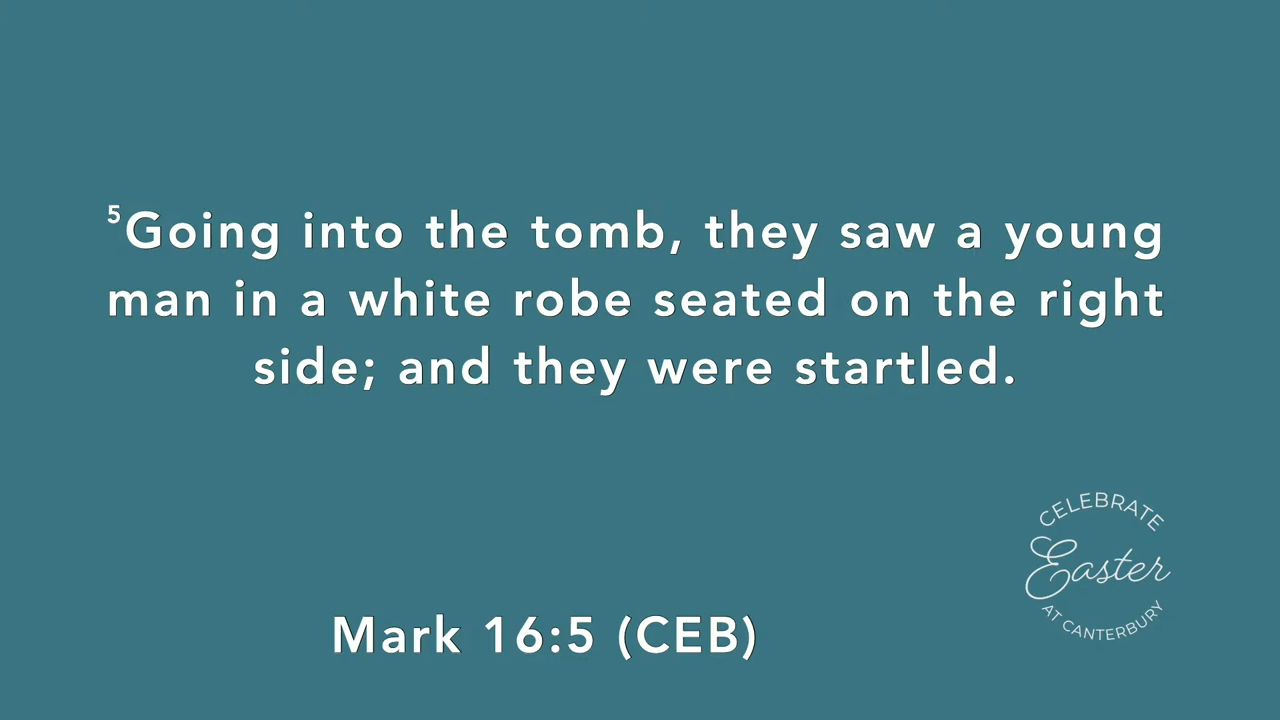 ⁵Going into the tomb, they saw a young
man in a white robe seated on the right
side; and they were startled.
CELEBRATE
Easter
AT CANTERBURY
Mark 16:5 (CEB)